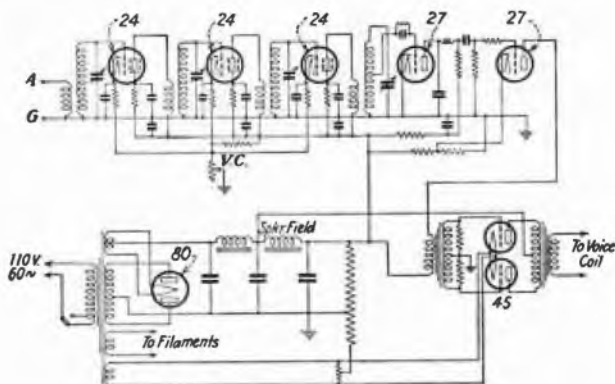 24 24 24 27 27
A
G
V.C.
Spkr. Field
80
110 V.
60~
To Voice
Coil
45
To Filaments